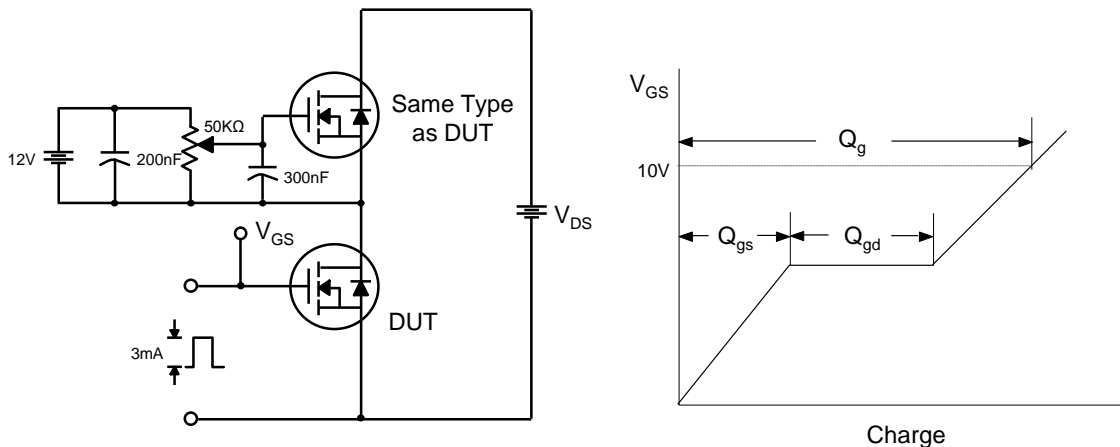 Same Type
as DUT
50KΩ
12V
200nF
300nF
V_GS
V_DS
DUT
3mA
V_GS
Q_g
10V
Q_gs
Q_gd
Charge